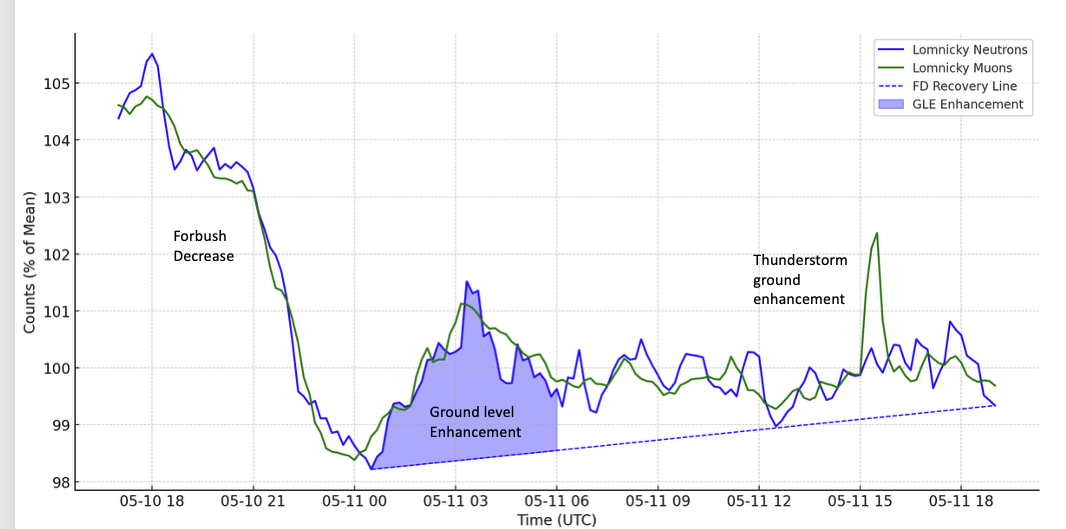 Lomnicky Neutrons
Lomnicky Muons
FD Recovery Line
GLE Enhancement
105
104
103
102
101
100
99
98
Counts (% of Mean)
Forbush
Decrease
Thunderstorm
ground
enhancement
Ground level
Enhancement
05-10 18
05-10 21
05-11 00
05-11 03
05-11 06
05-11 09
05-11 12
05-11 15
05-11 18
Time (UTC)